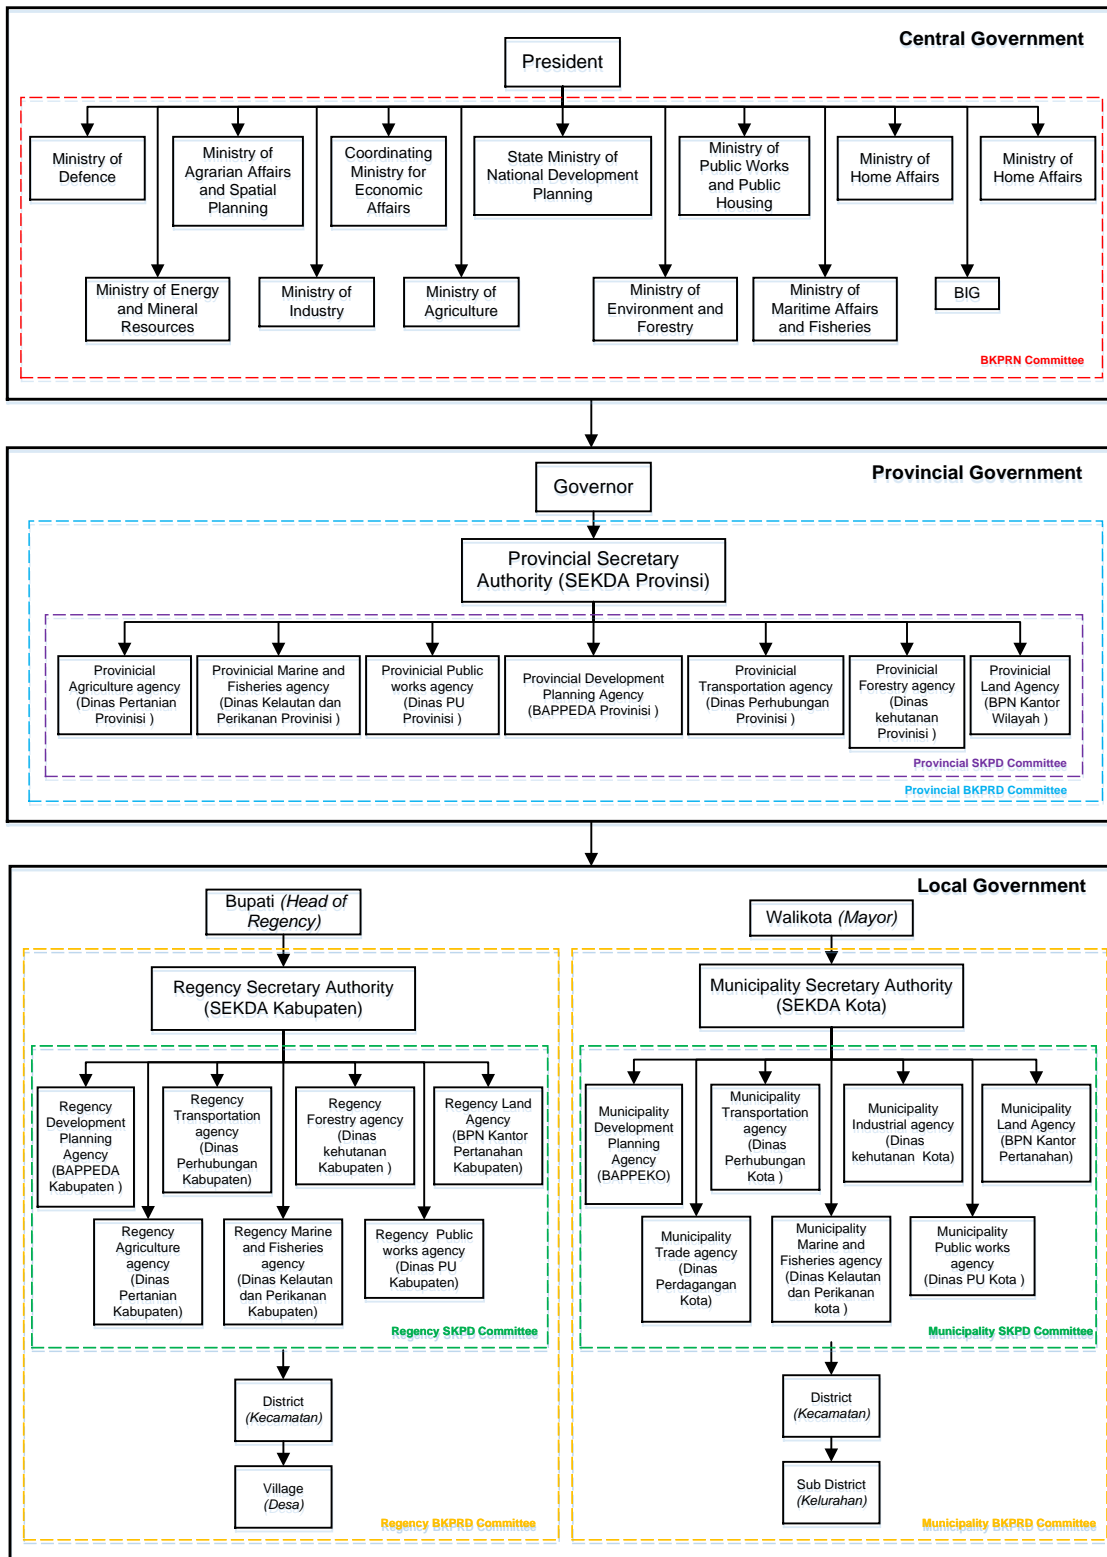 Central Government
President
Ministry of
Defence
Ministry of
Agrarian Affairs
and Spatial
Planning
Coordinating
Ministry for
Economic
Affairs
State Ministry of
National Development
Planning
Ministry of
Public Works
and Public
Housing
Ministry of
Home Affairs
Ministry of
Home Affairs
Ministry of Energy
and Mineral
Resources
Ministry of
Industry
Ministry of
Agriculture
Ministry of
Environment and
Forestry
Ministry of
Maritime Affairs
and Fisheries
BIG
BKPRN Committee
Provincial Government
Governor
Provincial Secretary
Authority (SEKDA Provinsi)
Provinicial
Agriculture agency
(Dinas Pertanian
Provinisi )
Provinicial Marine and
Fisheries agency
(Dinas Kelautan dan
Perikanan Provinisi )
Provinicial Public
works agency
(Dinas PU
Provinisi )
Provincial Development
Planning Agency
(BAPPEDA Provinisi )
Provinicial
Transportation agency
(Dinas Perhubungan
Provinisi )
Provinicial
Forestry agency
(Dinas
kehutanan
Provinisi )
Provinicial
Land Agency
(BPN Kantor
Wilayah )
Provincial SKPD Committee
Provincial BKPRD Committee
Local Government
Bupati (Head of
Regency)
Regency Secretary Authority
(SEKDA Kabupaten)
Regency
Development
Planning
Agency
(BAPPEDA
Kabupaten )
Regency
Transportation
agency
(Dinas
Perhubungan
Kabupaten)
Regency
Forestry agency
(Dinas
kehutanan
Kabupaten )
Regency Land
Agency
(BPN Kantor
Pertanahan
Kabupaten)
Regency
Agriculture
agency
(Dinas
Pertanian
Kabupaten)
Regency Marine
and Fisheries
agency
(Dinas Kelautan
dan Perikanan
Kabupaten)
Regency  Public
works agency
(Dinas PU
Kabupaten)
Regency SKPD Committee
District
(Kecamatan)
Village
(Desa)
Regency BKPRD Committee
Walikota (Mayor)
Municipality Secretary Authority
(SEKDA Kota)
Municipality
Development
Planning
Agency
(BAPPEKO)
Municipality
Transportation
agency
(Dinas
Perhubungan
Kota )
Municipality
Industrial agency
(Dinas
kehutanan  Kota)
Municipality
Land Agency
(BPN Kantor
Pertanahan)
Municipality
Trade agency
(Dinas
Perdagangan
Kota)
Municipality
Marine and
Fisheries agency
(Dinas Kelautan
dan Perikanan
kota )
Municipality
Public works
agency
(Dinas PU Kota )
Municipality SKPD Committee
District
(Kecamatan)
Sub District
(Kelurahan)
Municipality BKPRD Committee